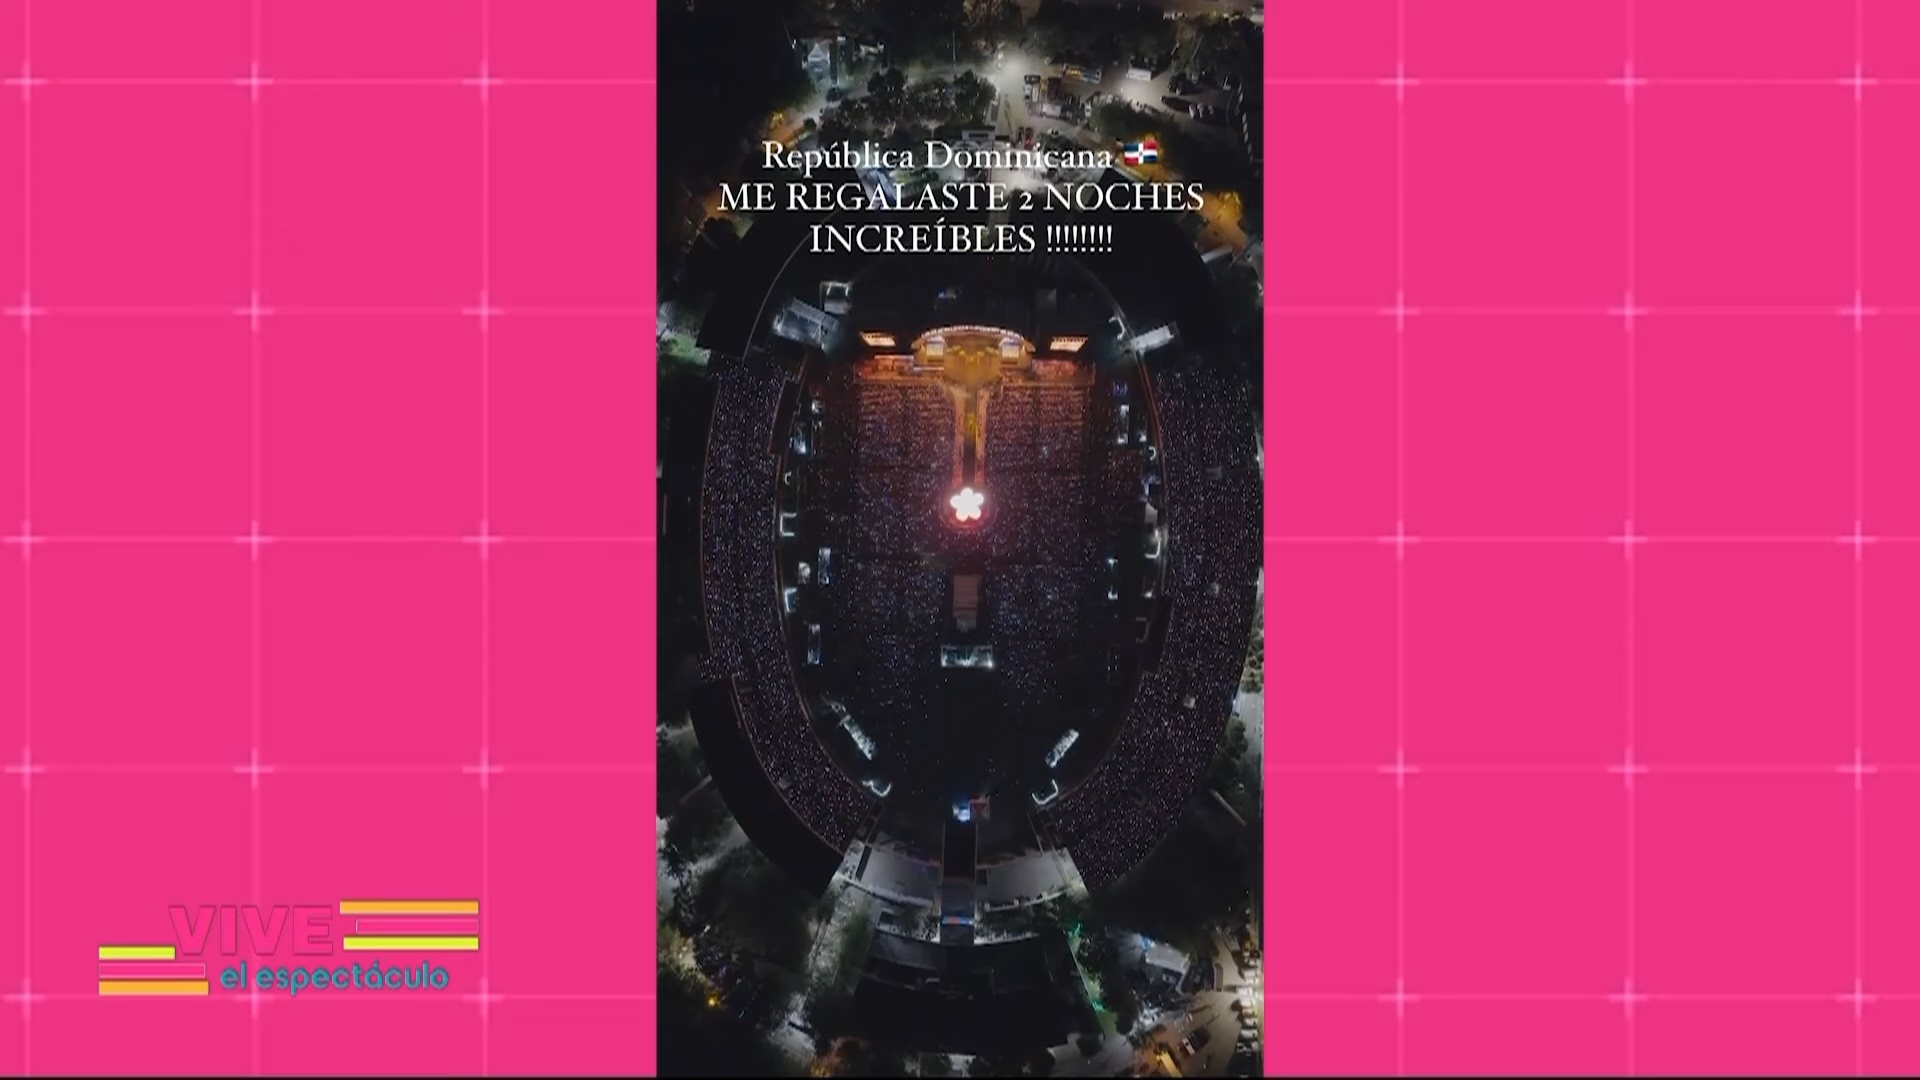 República Dominicana 🇩🇴
ME REGALASTE 2 NOCHES
INCREÍBLES !!!!!!!!
VIVE
el espectáculo